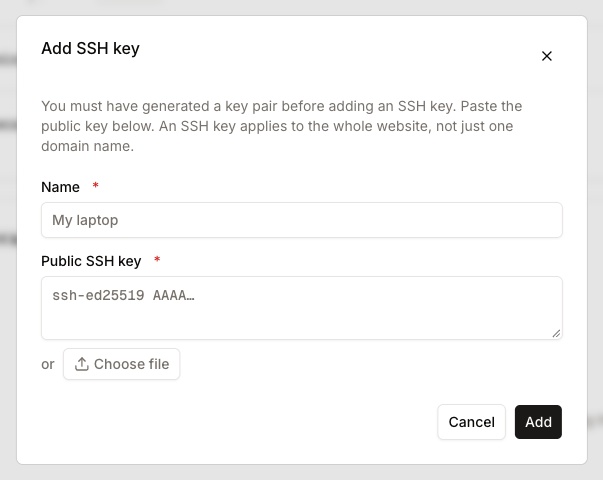 Add SSH key
You must have generated a key pair before adding an SSH key. Paste the
public key below. An SSH key applies to the whole website, not just one
domain name.
Name *
My laptop
Public SSH key *
ssh-ed25519 AAAA…
or Choose file
Cancel Add